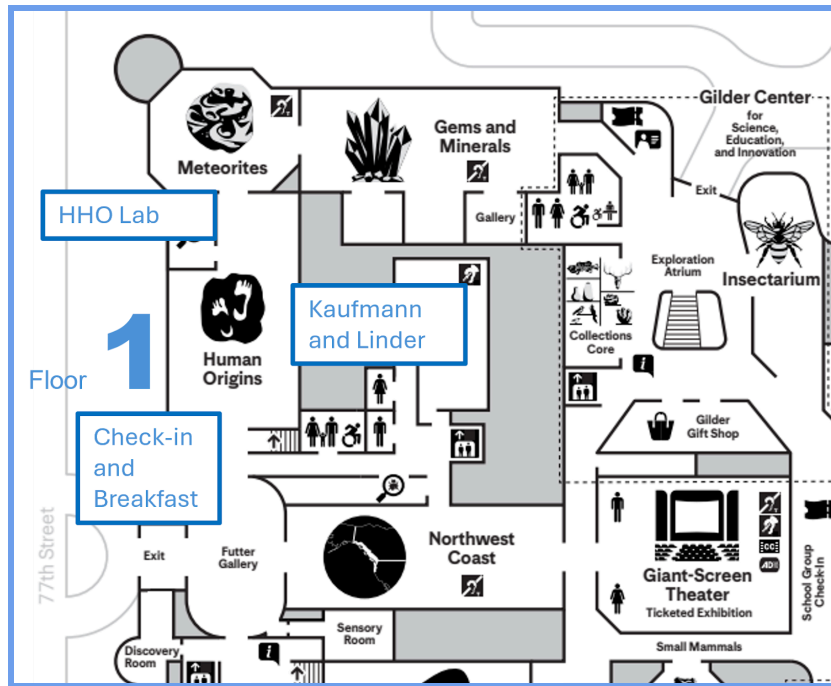 Gilder Center
for
Science,
Education,
and Innovation
Meteorites
Gems and
Minerals
HHO Lab
Gallery
Exit
Exploration
Atrium
Insectarium
Kaufmann
and Linder
Collections
Core
Floor 1
Human
Origins
Check-in
and
Breakfast
Gilder
Gift Shop
77th Street
Exit
Futter
Gallery
Northwest
Coast
Giant-Screen
Theater
Ticketed Exhibition
CC
AD
School Group
Check-In
Sensory
Room
Discovery
Room
Small Mammals